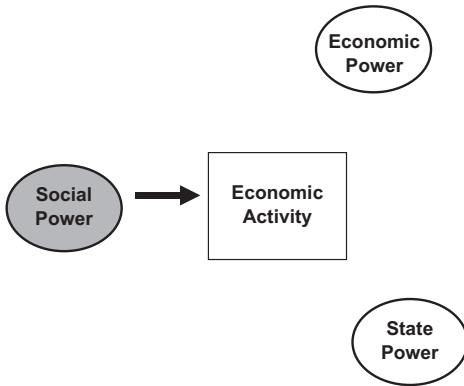 Economic
Power
Social
Power
Economic
Activity
State
Power